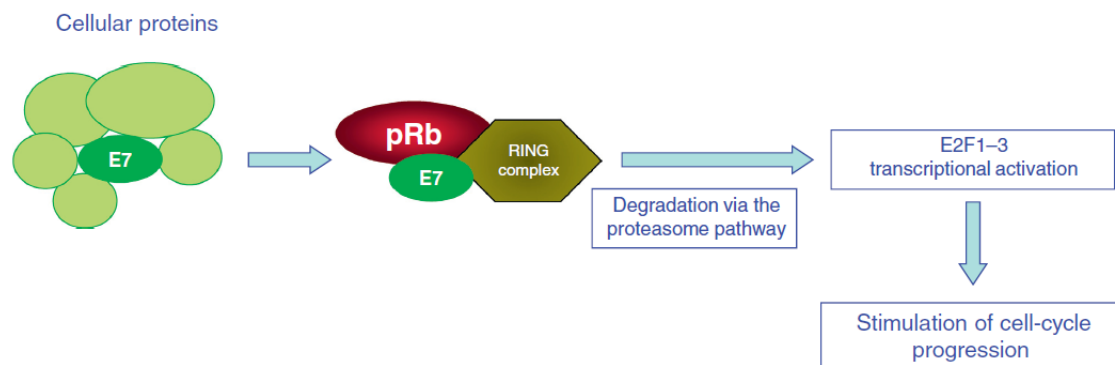 Cellular proteins
E7
pRb
E7
RING
complex
Degradation via the
proteasome pathway
E2F1–3
transcriptional activation
Stimulation of cell-cycle
progression